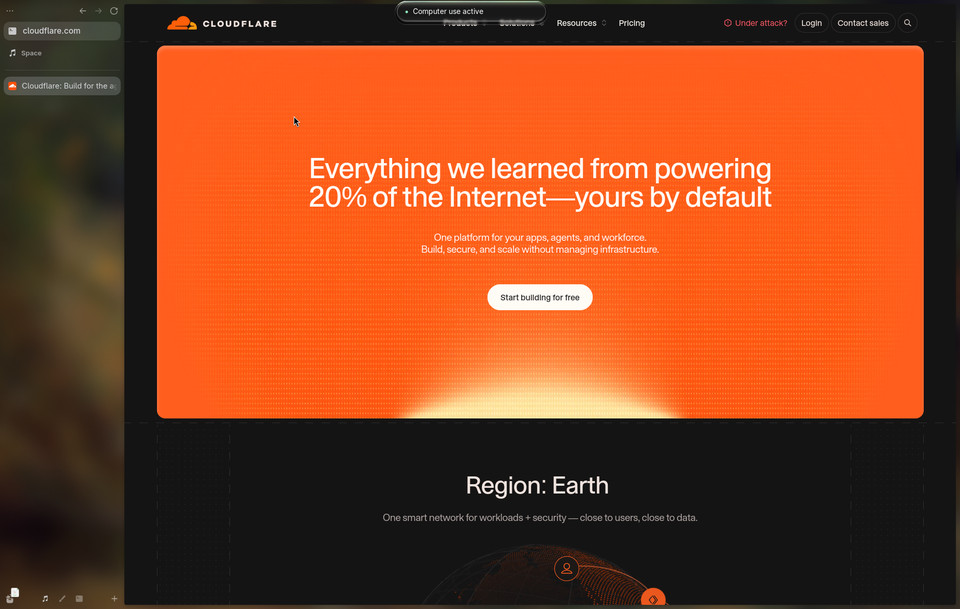 Computer use active
cloudflare.com
Space
Cloudflare: Build for the a
CLOUDFLARE
Products
Solutions
Resources
Pricing
Under attack?
Login
Contact sales
Everything we learned from powering
20% of the Internet—yours by default
One platform for your apps, agents, and workforce.
Build, secure, and scale without managing infrastructure.
Start building for free
Region: Earth
One smart network for workloads + security — close to users, close to data.